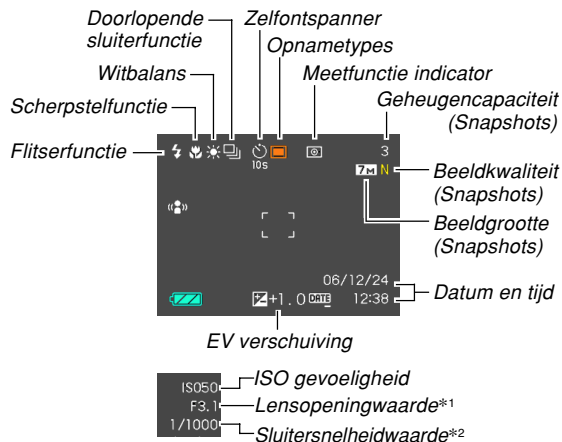 Doorlopende
sluiterfunctie
Zelfontspanner
Opnametypes
Witbalans
Meetfunctie indicator
Scherpstelfunctie
Geheugencapaciteit
(Snapshots)
Flitserfunctie
10s
3
7M N
Beeldkwaliteit
(Snapshots)
Beeldgrootte
(Snapshots)
06/12/24
+1.0 DATE 12:38
Datum en tijd
EV verschuiving
ISO50
ISO gevoeligheid
F3.1
Lensopeningwaarde*1
1/1000
Sluitersnelheidwaarde*2